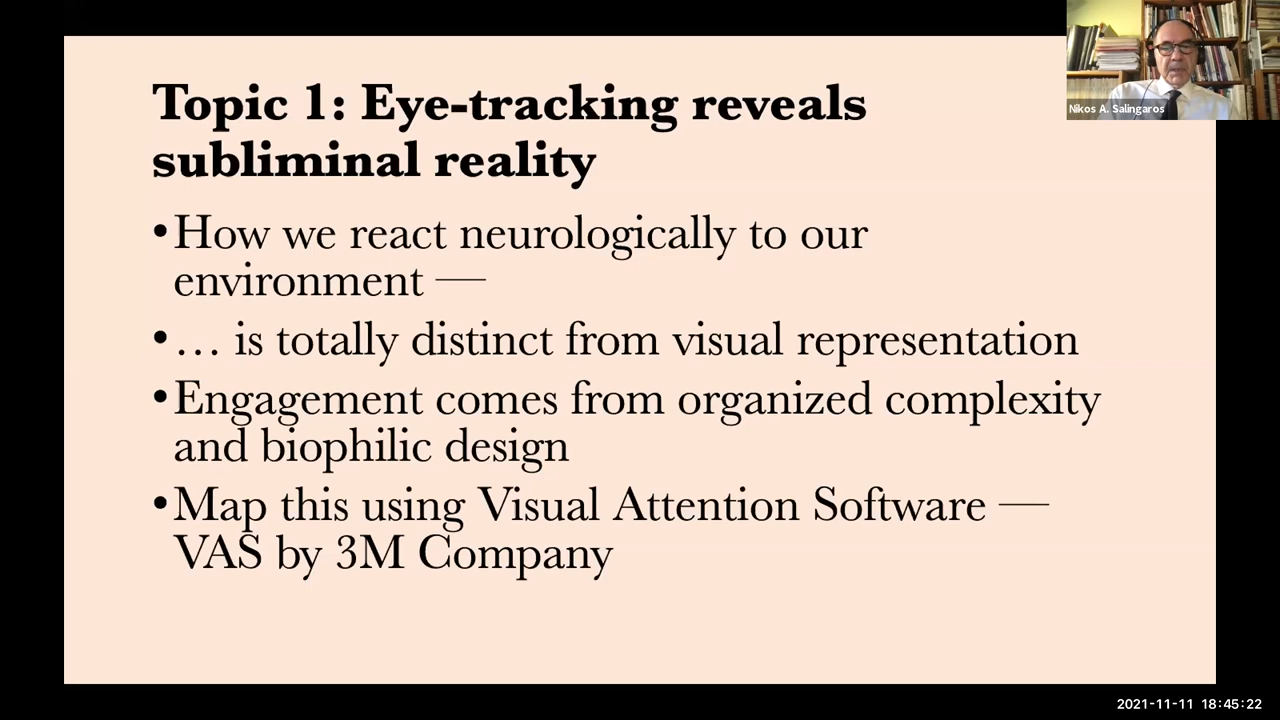 Topic 1: Eye-tracking reveals
subliminal reality
•How we react neurologically to our
environment —
•… is totally distinct from visual representation
•Engagement comes from organized complexity
and biophilic design
•Map this using Visual Attention Software —
VAS by 3M Company
Nikos A. Salingaros
2021-11-11 18:45:22